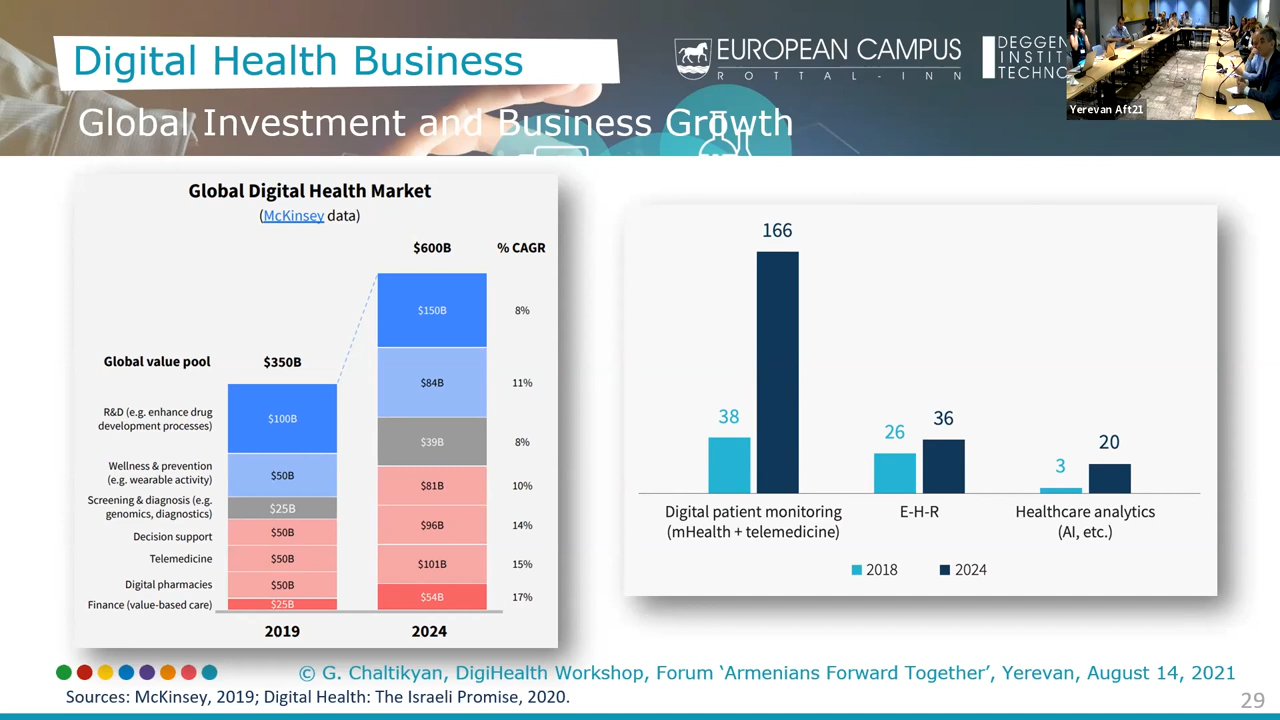 Digital Health Business
EUROPEAN CAMPUS
ROTTAL-INN
DEGGEN
INSTIT
TECHNO
Yerevan Aft21
Global Investment and Business Growth
Global Digital Health Market
(McKinsey data)
$600B
% CAGR
$150B
8%
Global value pool
$350B
$84B
11%
R&D (e.g. enhance drug
development processes)
$100B
$39B
8%
Wellness & prevention
(e.g. wearable activity)
$50B
$81B
10%
Screening & diagnosis (e.g.
genomics, diagnostics)
$25B
Decision support
$50B
$96B
14%
Telemedicine
$50B
$101B
15%
Digital pharmacies
$50B
$54B
17%
Finance (value-based care)
$25B
2019
2024
166
38
26
36
3
20
Digital patient monitoring
(mHealth + telemedicine)
E-H-R
Healthcare analytics
(AI, etc.)
2018
2024
© G. Chaltikyan, DigiHealth Workshop, Forum ‘Armenians Forward Together’, Yerevan, August 14, 2021
Sources: McKinsey, 2019; Digital Health: The Israeli Promise, 2020.
29